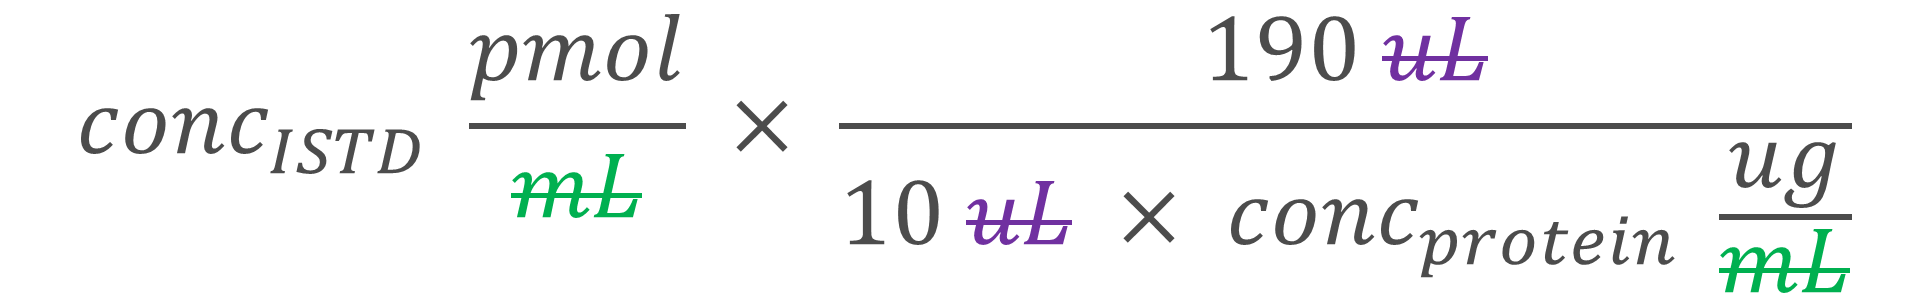 conc_ISTD pmol/mL × 190 uL / (10 uL × conc_protein ug/mL)